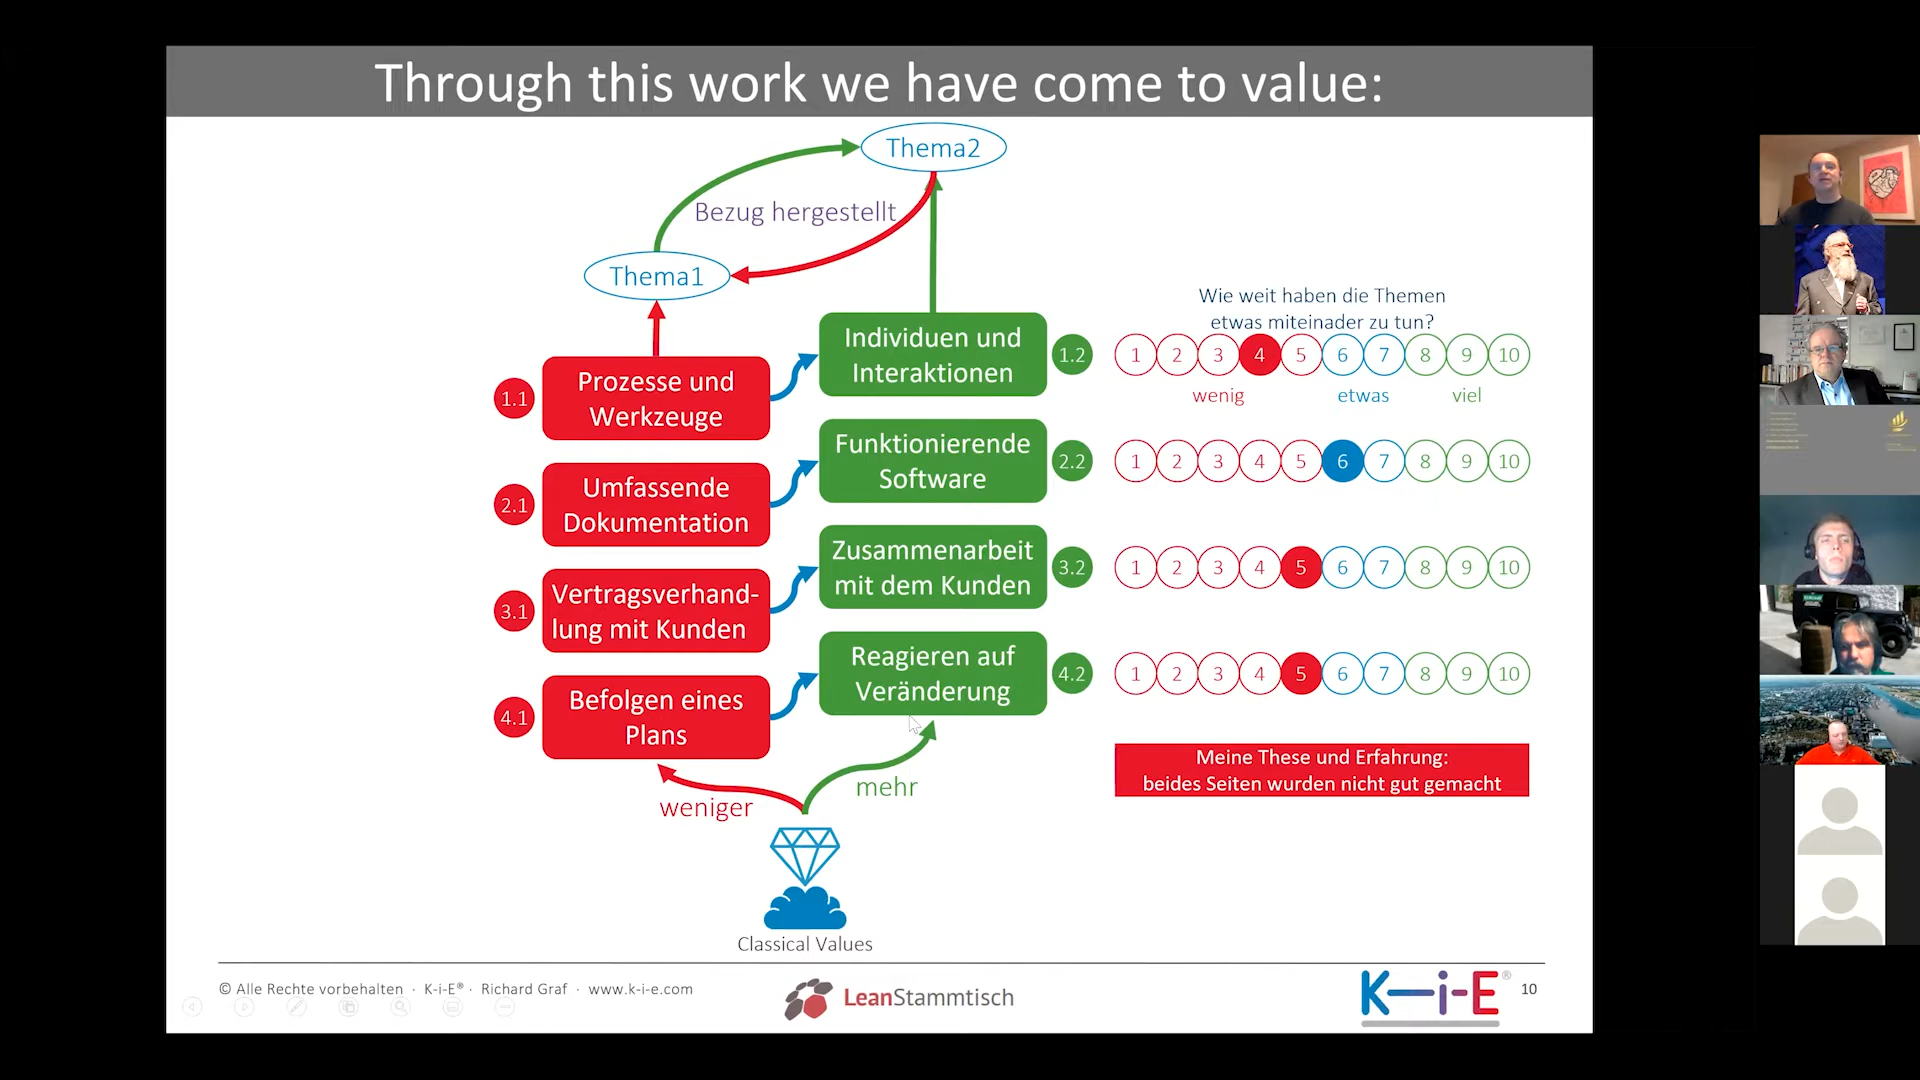 Through this work we have come to value:
Thema2
Bezug hergestellt
Thema1
Wie weit haben die Themen
etwas miteinader zu tun?
Individuen und
Interaktionen
1.2
1 2 3 4 5 6 7 8 9 10
wenig etwas viel
1.1
Prozesse und
Werkzeuge
Funktionierende
Software
2.2
1 2 3 4 5 6 7 8 9 10
2.1
Umfassende
Dokumentation
Zusammenarbeit
mit dem Kunden
3.2
1 2 3 4 5 6 7 8 9 10
3.1
Vertragsverhand-
lung mit Kunden
Reagieren auf
Veränderung
4.2
1 2 3 4 5 6 7 8 9 10
4.1
Befolgen eines
Plans
Meine These und Erfahrung:
beides Seiten wurden nicht gut gemacht
weniger
mehr
Classical Values
© Alle Rechte vorbehalten · K-i-E® · Richard Graf · www.k-i-e.com
LeanStammtisch
K-i-E®
10